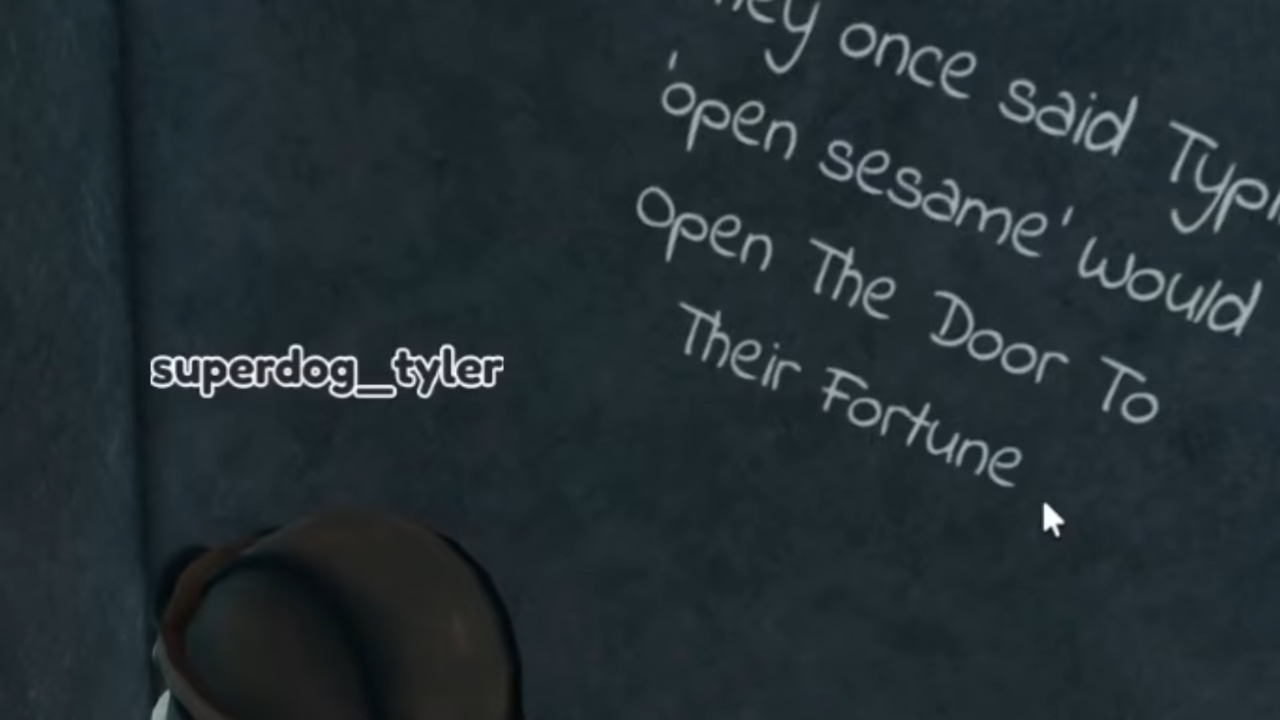 once said
'open sesame' would
Open The Door To
Their Fortune
superdog_tyler